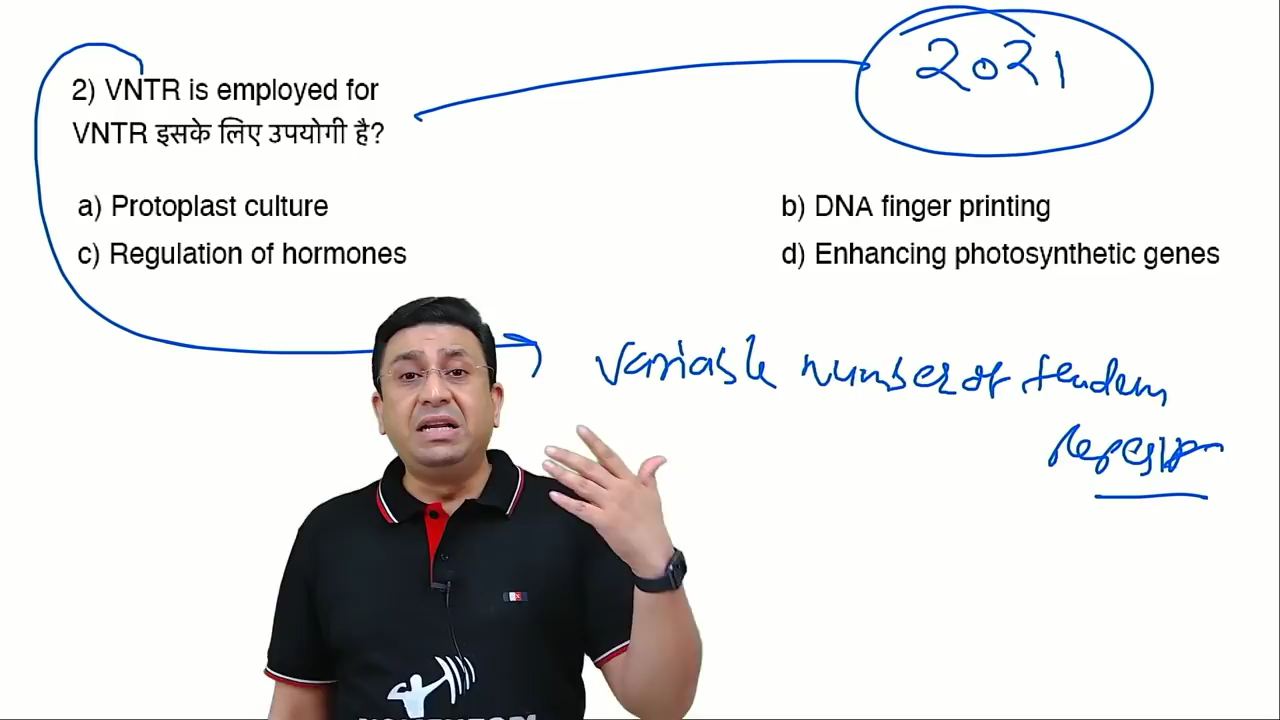 2) VNTR is employed for
2021
VNTR इसके लिए उपयोगी है?
a) Protoplast culture
b) DNA finger printing
c) Regulation of hormones
d) Enhancing photosynthetic genes
variable number of tandem